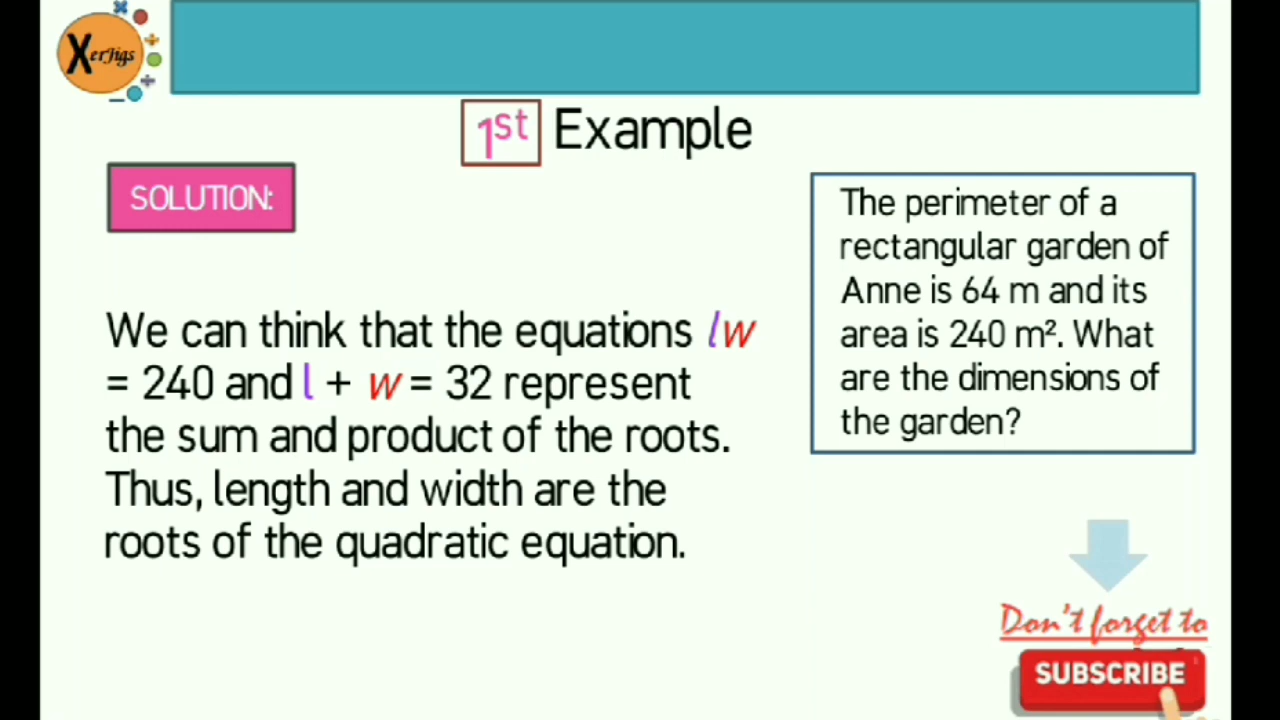 XerJigs
1st Example
SOLUTION:
We can think that the equations lw
= 240 and l + w = 32 represent
the sum and product of the roots.
Thus, length and width are the
roots of the quadratic equation.
The perimeter of a
rectangular garden of
Anne is 64 m and its
area is 240 m². What
are the dimensions of
the garden?
Don't forget to
SUBSCRIBE